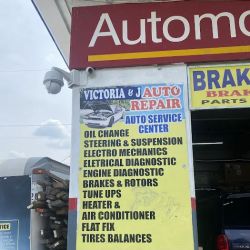 Automo
VICTORIA & J AUTO
REPAIR
AUTO SERVICE
CENTER
OIL CHANGE
STEERING & SUSPENSION
ELECTRO MECHANICS
ELETRICAL DIAGNOSTIC
ENGINE DIAGNOSTIC
BRAKES & ROTORS
TUNE UPS
HEATER &
AIR CONDITIONER
FLAT FIX
TIRES BALANCES
BRAK
BRAK
PARTS